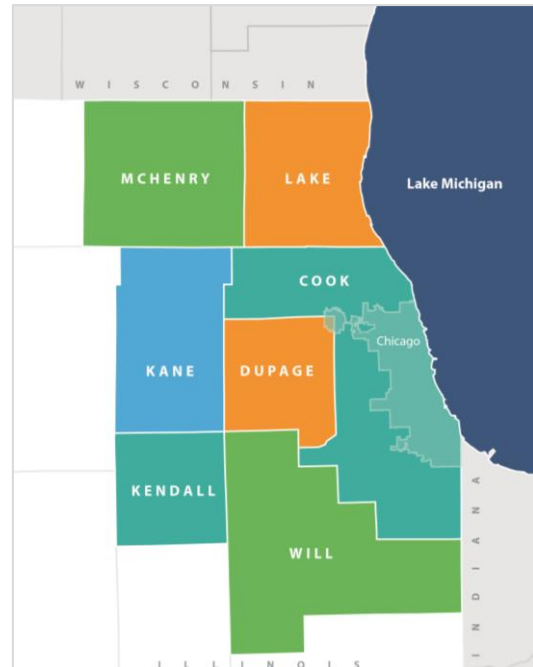 WISCONSIN
MCHENRY
LAKE
Lake Michigan
COOK
Chicago
KANE
DUPAGE
KENDALL
WILL
INDIANA
ILLINOIS